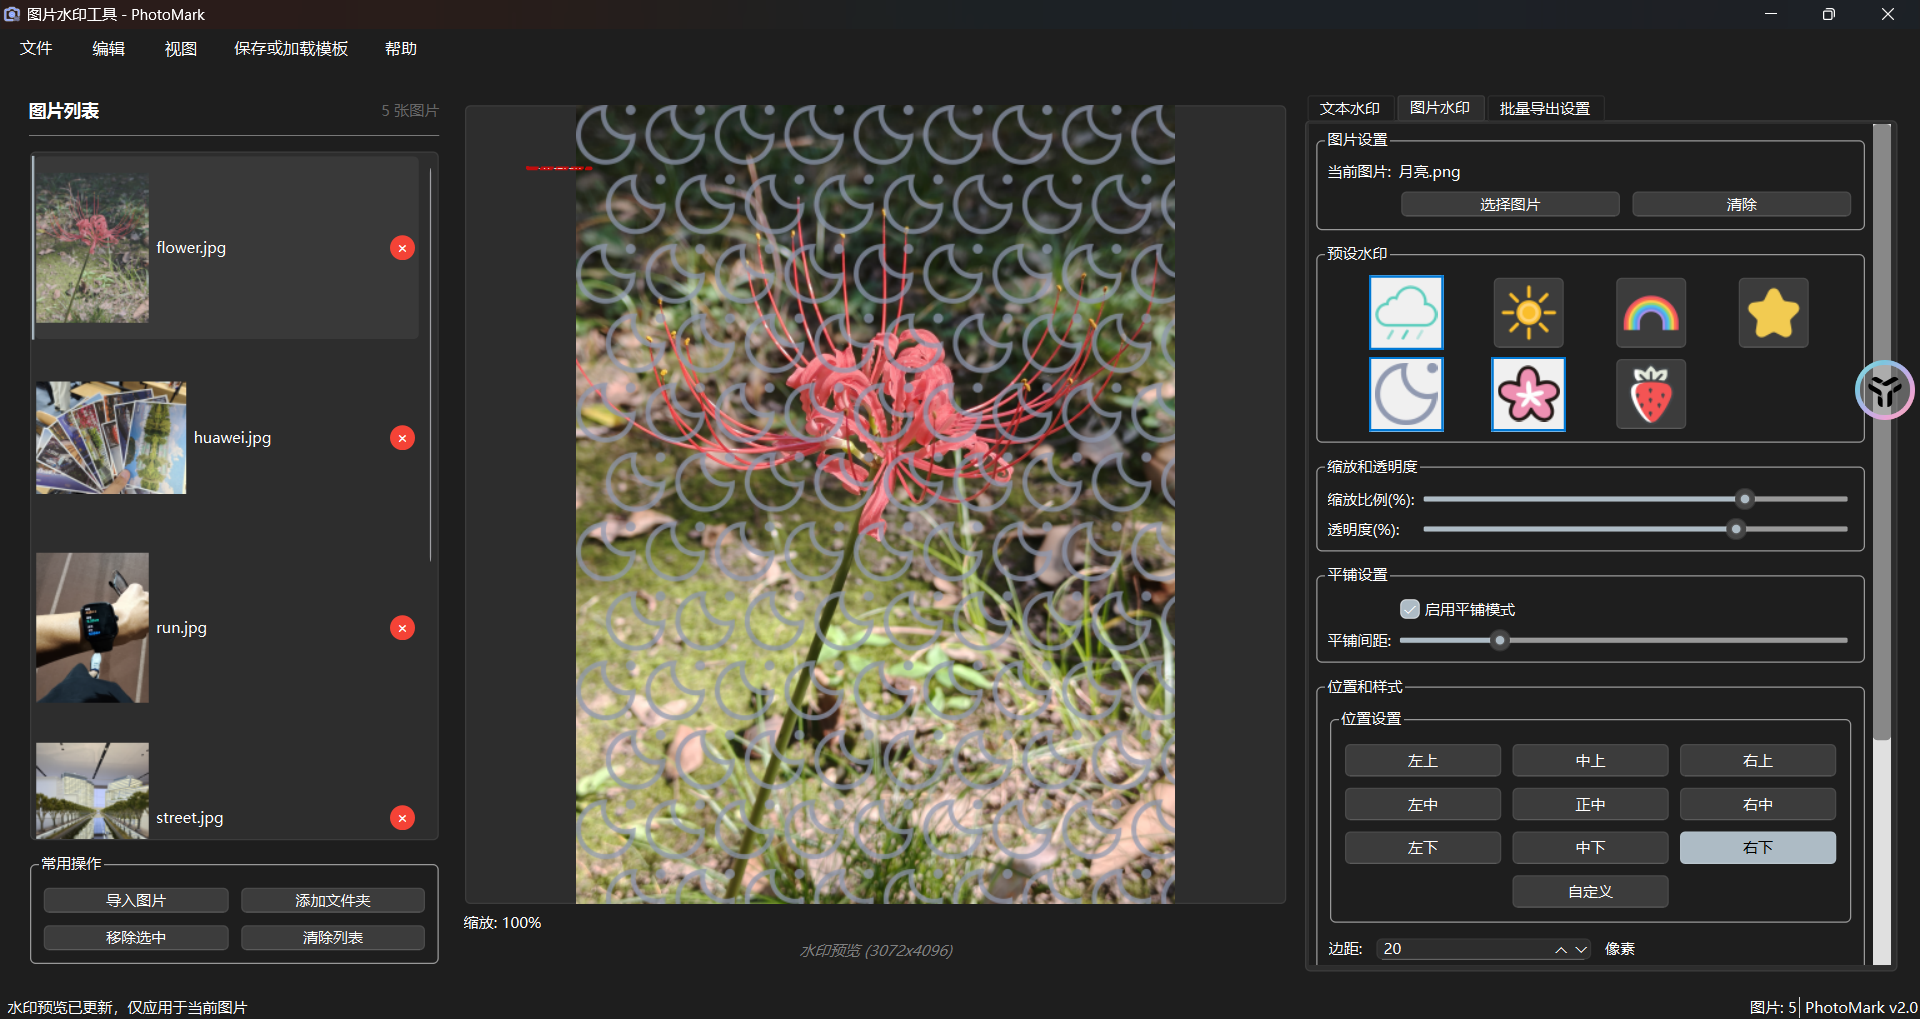 图片水印工具 - PhotoMark
文件 编辑 视图 保存或加载模板 帮助
图片列表 5 张图片
flower.jpg
huawei.jpg
run.jpg
street.jpg
常用操作
导入图片 添加文件夹
移除选中 清除列表
缩放: 100%
水印预览 (3072x4096)
文本水印 图片水印 批量导出设置
图片设置
当前图片: 月亮.png
选择图片 清除
预设水印
缩放和透明度
缩放比例(%):
透明度(%):
平铺设置
启用平铺模式
平铺间距:
位置和样式
位置设置
左上 中上 右上
左中 正中 右中
左下 中下 右下
自定义
边距: 20 像素
水印预览已更新，仅应用于当前图片
图片: 5 PhotoMark v2.0